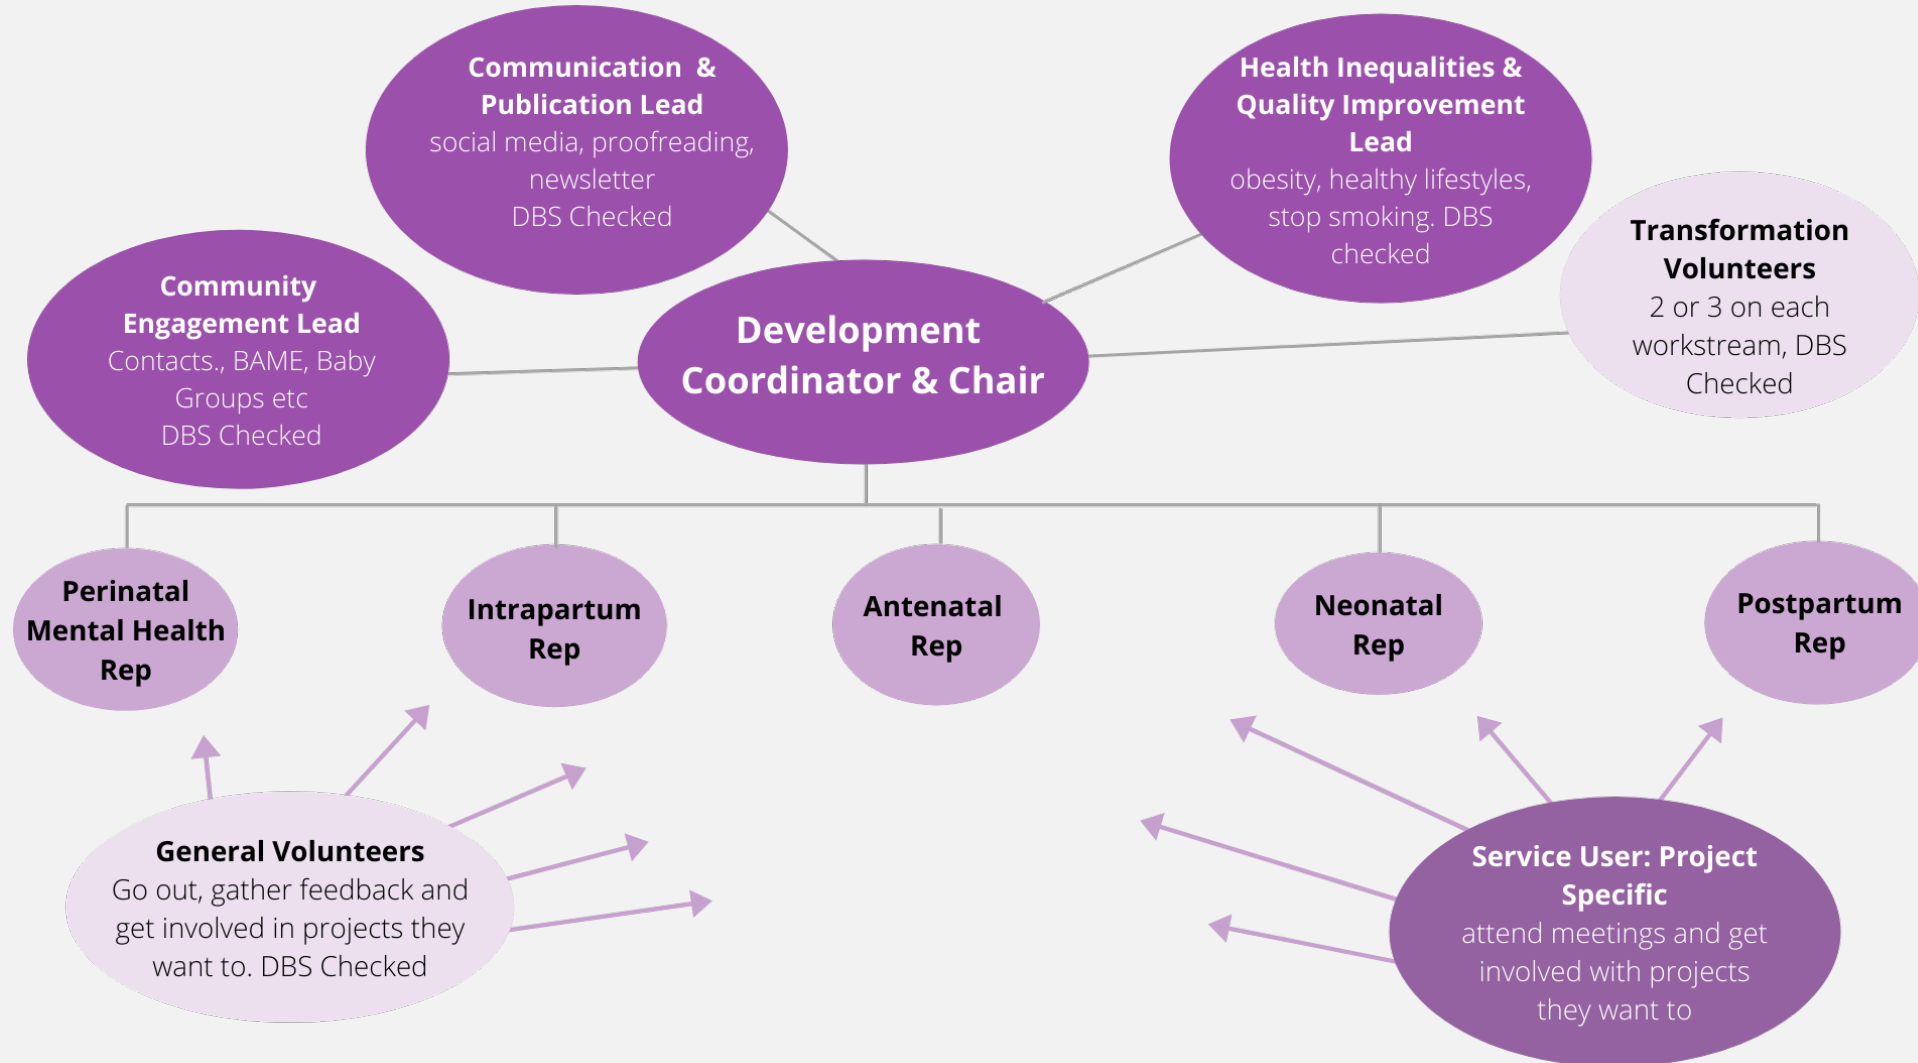 Communication &
Publication Lead
social media, proofreading,
newsletter
DBS Checked
Health Inequalities &
Quality Improvement
Lead
obesity, healthy lifestyles,
stop smoking. DBS
checked
Transformation
Volunteers
2 or 3 on each
workstream, DBS
Checked
Community
Engagement Lead
Contacts., BAME, Baby
Groups etc
DBS Checked
Development
Coordinator & Chair
Perinatal
Mental Health
Rep
Intrapartum
Rep
Antenatal
Rep
Neonatal
Rep
Postpartum
Rep
General Volunteers
Go out, gather feedback and
get involved in projects they
want to. DBS Checked
Service User: Project
Specific
attend meetings and get
involved with projects
they want to